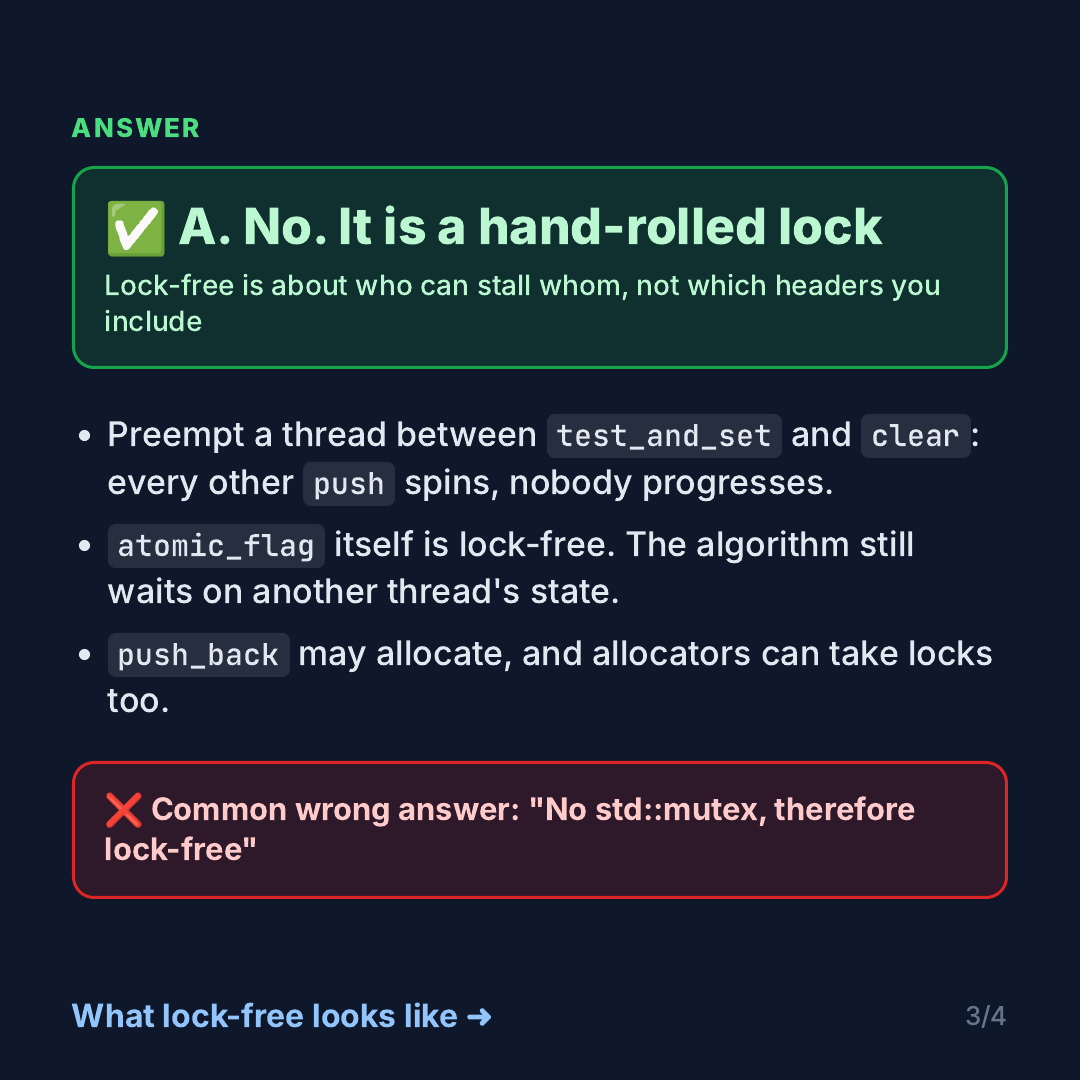 ANSWER
✅ A. No. It is a hand-rolled lock
Lock-free is about who can stall whom, not which headers you
include
• Preempt a thread between test_and_set and clear:
every other push spins, nobody progresses.
• atomic_flag itself is lock-free. The algorithm still
waits on another thread's state.
• push_back may allocate, and allocators can take locks
too.
❌ Common wrong answer: "No std::mutex, therefore
lock-free"
What lock-free looks like ➜
3/4